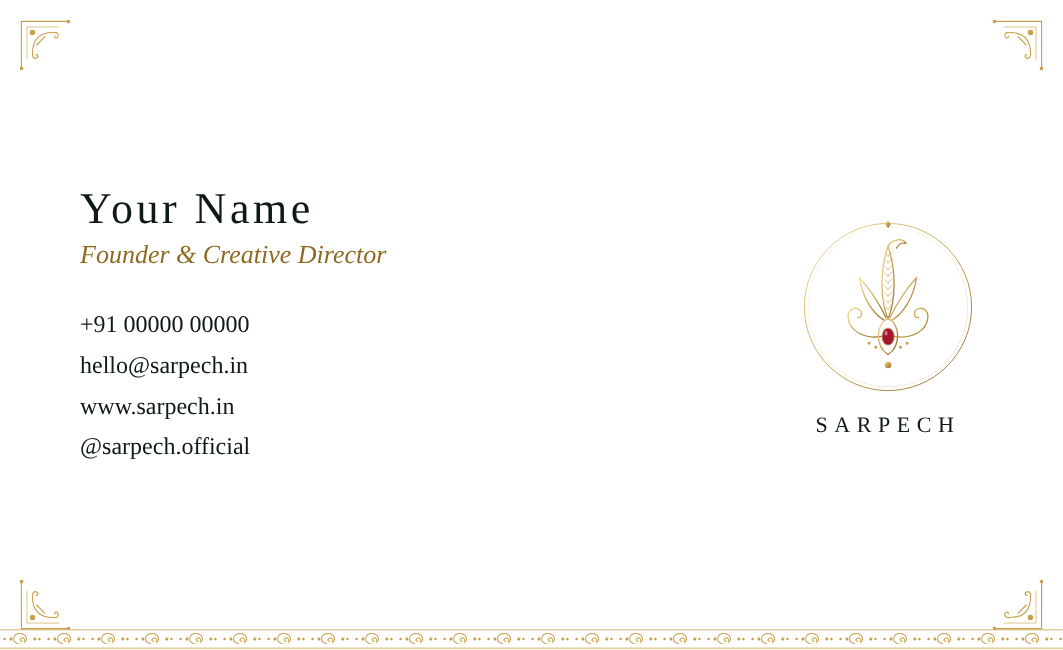 Your Name
Founder & Creative Director
+91 00000 00000
hello@sarpech.in
www.sarpech.in
@sarpech.official
SARPECH